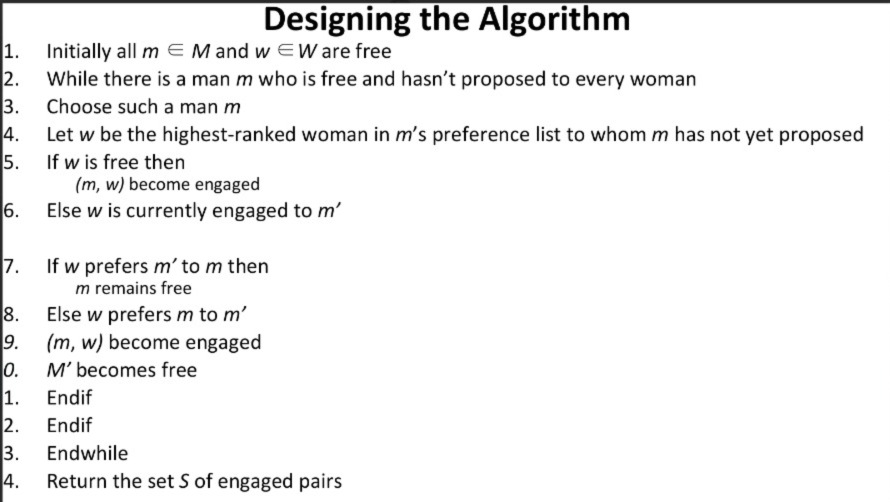 Designing the Algorithm
1. Initially all m ∈ M and w ∈ W are free
2. While there is a man m who is free and hasn’t proposed to every woman
3. Choose such a man m
4. Let w be the highest-ranked woman in m’s preference list to whom m has not yet proposed
5. If w is free then
(m, w) become engaged
6. Else w is currently engaged to m’
7. If w prefers m’ to m then
m remains free
8. Else w prefers m to m’
9. (m, w) become engaged
0. M’ becomes free
1. Endif
2. Endif
3. Endwhile
4. Return the set S of engaged pairs